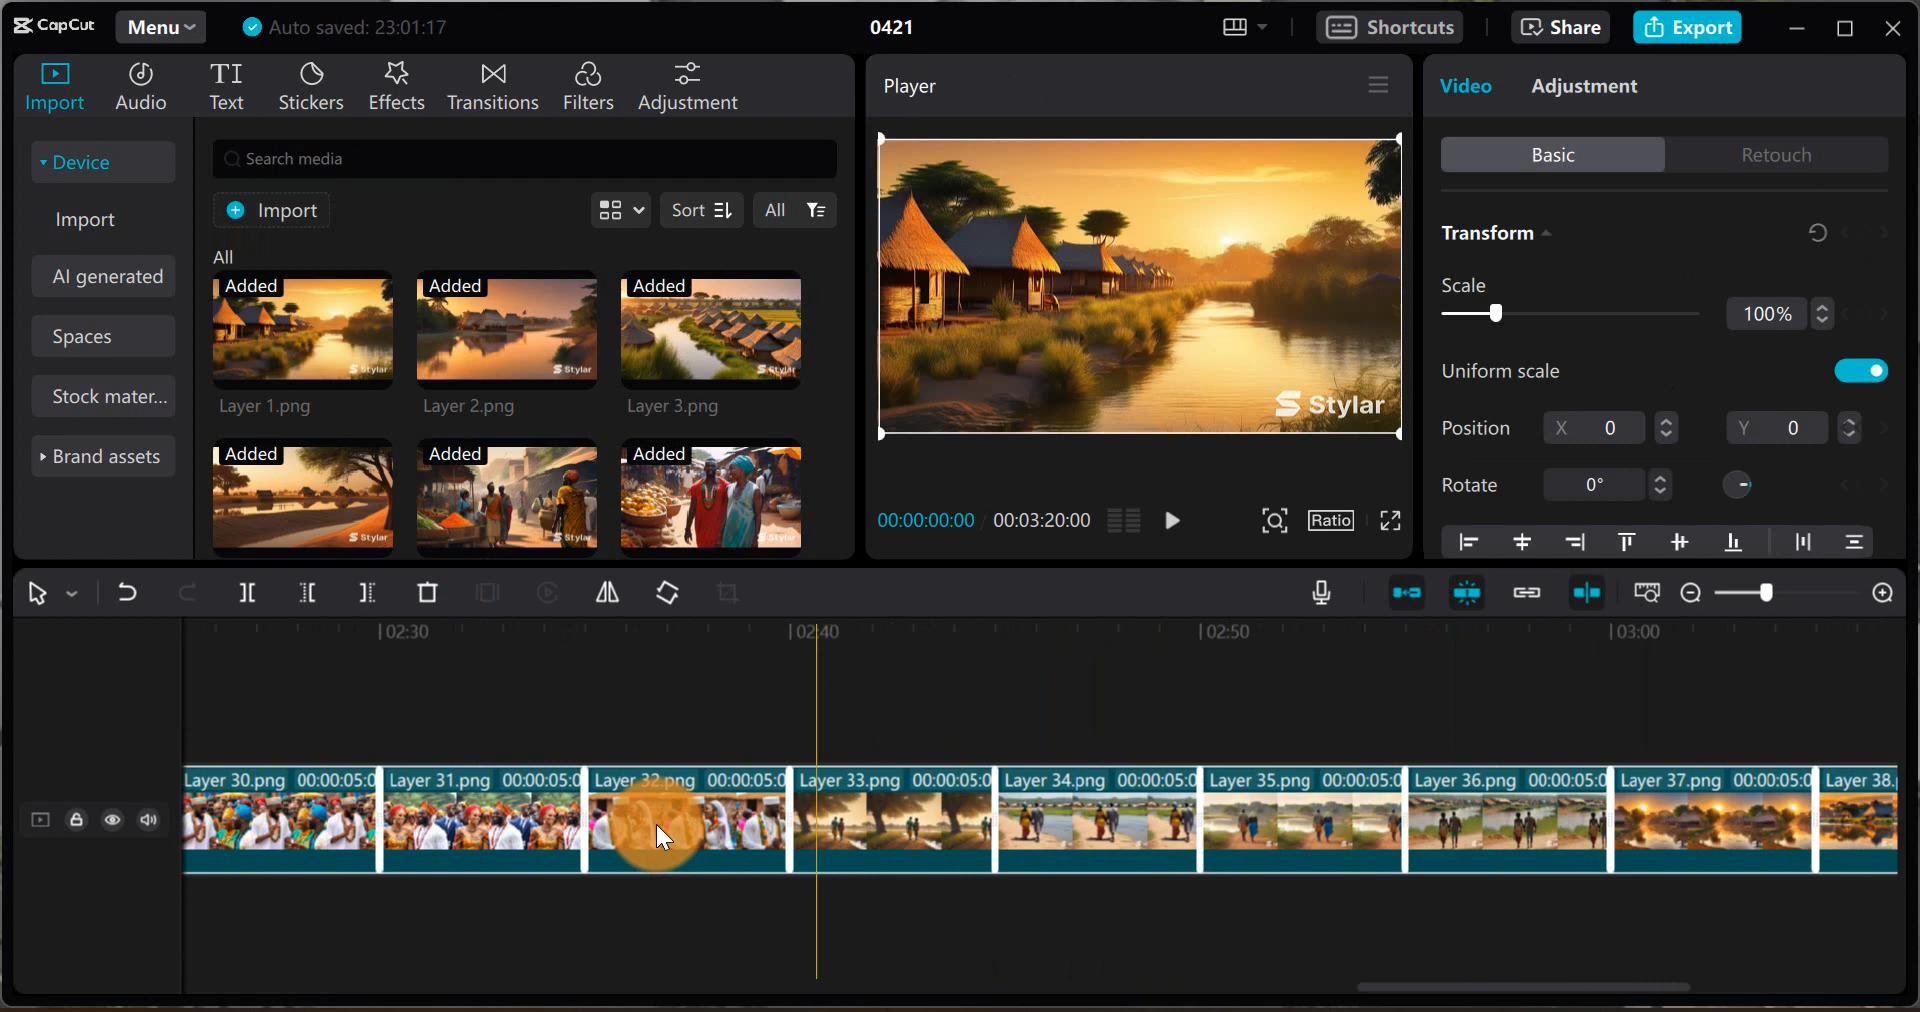 CapCut
Menu
Auto saved: 23:01:17
0421
Shortcuts
Share
Export
Import
Audio
TI
Text
Stickers
Effects
Transitions
Filters
Adjustment
Device
Import
AI generated
Spaces
Stock mater...
Brand assets
Search media
Import
Sort
All
All
Added
Added
Added
Stylar
Stylar
Stylar
Layer 1.png
Layer 2.png
Layer 3.png
Added
Added
Added
Stylar
Stylar
Stylar
Player
Stylar
00:00:00:00
00:03:20:00
Ratio
Video
Adjustment
Basic
Retouch
Transform
Scale
100%
Uniform scale
Position
X 0
Y 0
Rotate
0°
02:30
02:40
02:50
03:00
Layer 30.png 00:00:05:0
Layer 31.png 00:00:05:0
Layer 32.png 00:00:05:0
Layer 33.png 00:00:05:0
Layer 34.png 00:00:05:0
Layer 35.png 00:00:05:0
Layer 36.png 00:00:05:0
Layer 37.png 00:00:05:0
Layer 38.